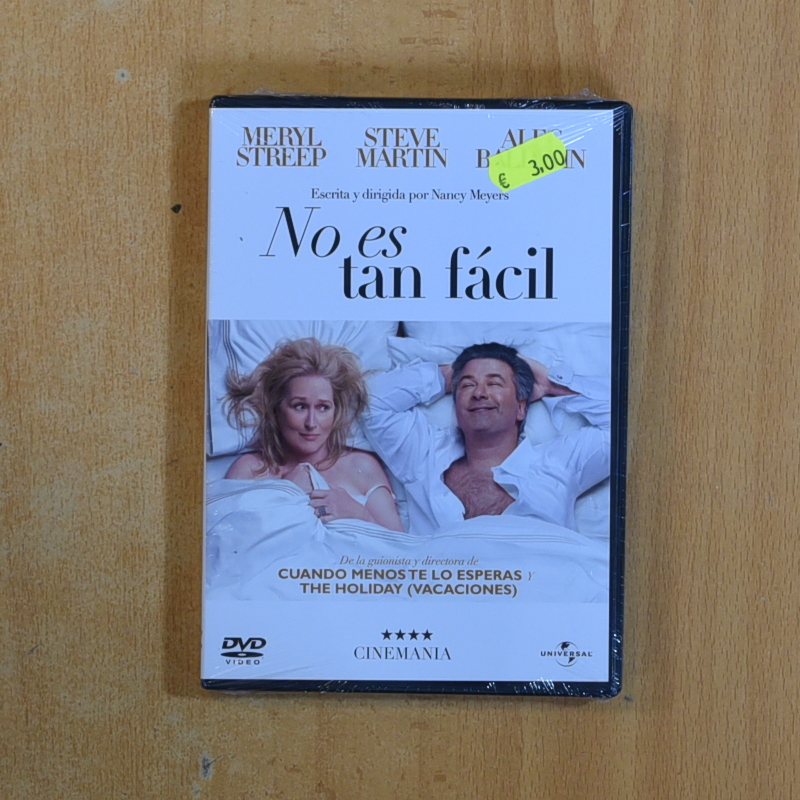 MERYL STREEP
STEVE MARTIN
€ 3,00
Escrita y dirigida por Nancy Meyers
No es
tan fácil
De la guionista y directora de
CUANDO MENOS TE LO ESPERAS Y
THE HOLIDAY (VACACIONES)
DVD
VIDEO
★★★★
CINEMANIA
UNIVERSAL